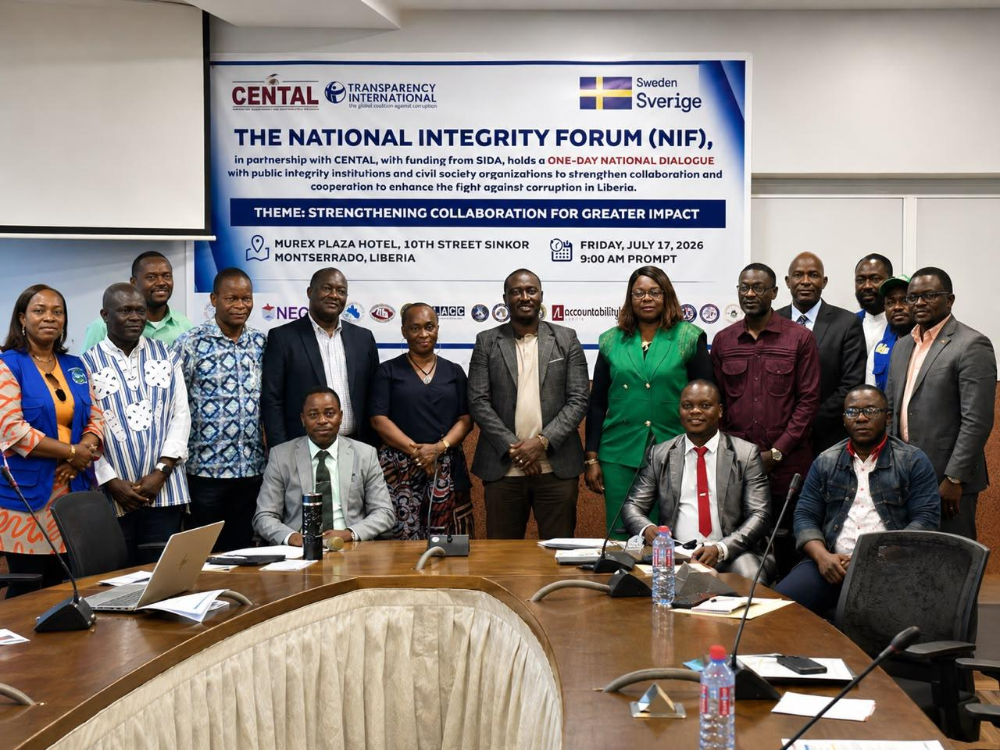 CENTAL
TRANSPARENCY
INTERNATIONAL
the global coalition against corruption
Sweden
Sverige
THE NATIONAL INTEGRITY FORUM (NIF),
in partnership with CENTAL, with funding from SIDA, holds a ONE-DAY NATIONAL DIALOGUE
with public integrity institutions and civil society organizations to strengthen collaboration and
cooperation to enhance the fight against corruption in Liberia.
THEME: STRENGTHENING COLLABORATION FOR GREATER IMPACT
MUREX PLAZA HOTEL, 10TH STREET SINKOR
MONTSERRADO, LIBERIA
FRIDAY, JULY 17, 2026
9:00 AM PROMPT
NEC
ACC
accountability